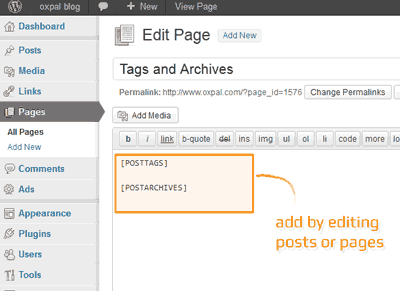 oxpal blog + New View Page
Dashboard
Posts
Media
Links
Pages
All Pages
Add New
Comments
Ads
Appearance
Plugins
Users
Tools
Edit Page Add New
Tags and Archives
Permalink: http://www.oxpal.com/?page_id=1576 Change Permalinks
Add Media
b i link b-quote del ins img ul ol li code more
[POSTTAGS]
[POSTARCHIVES]
add by editing
posts or pages